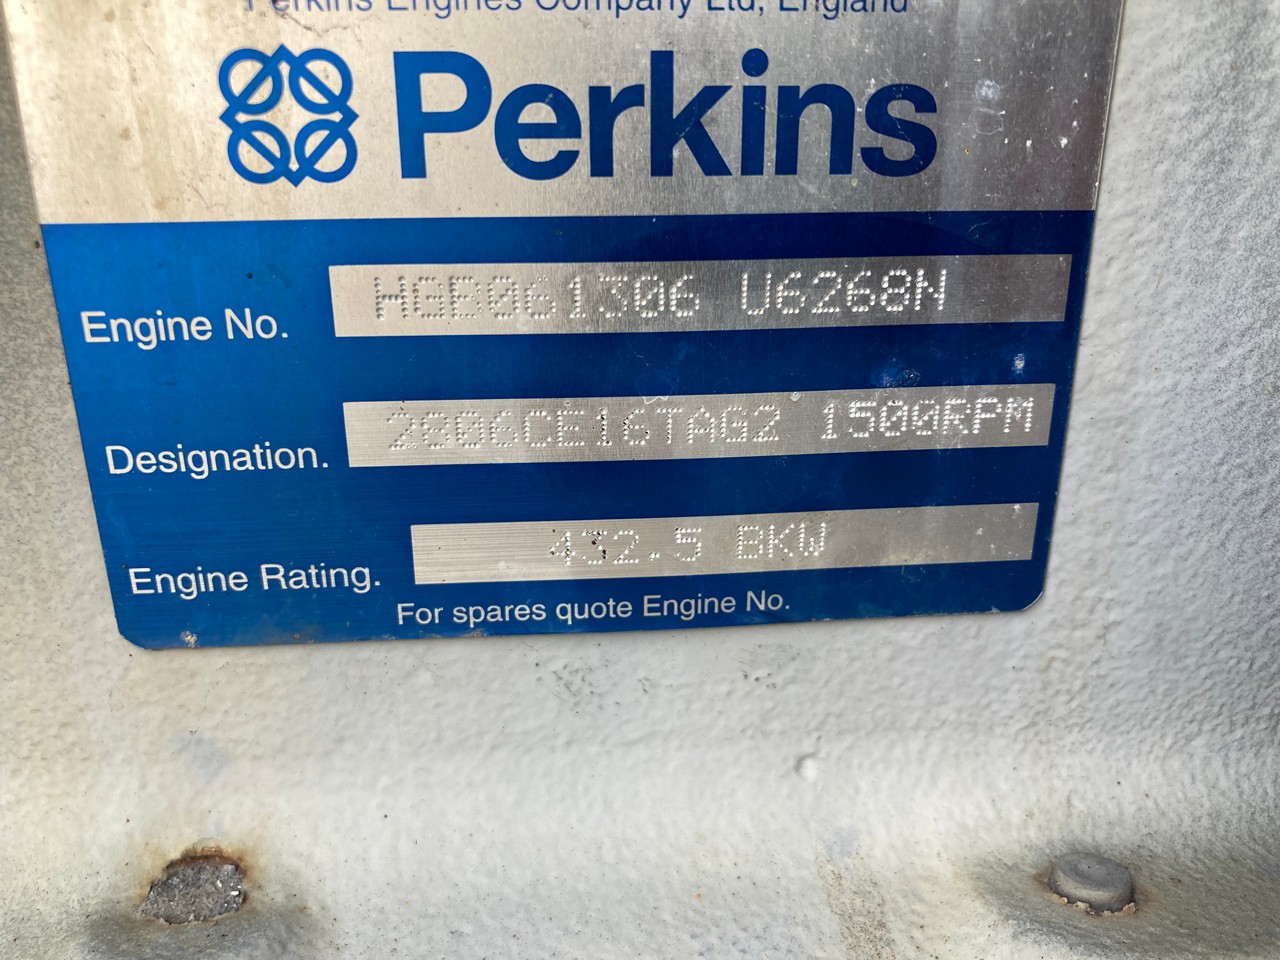 Perkins Engines Company Ltd, England
Perkins
Engine No. HGB061306 U6268N
Designation. 2806CE16TAG2 1500RPM
Engine Rating. 432.5 BKW
For spares quote Engine No.